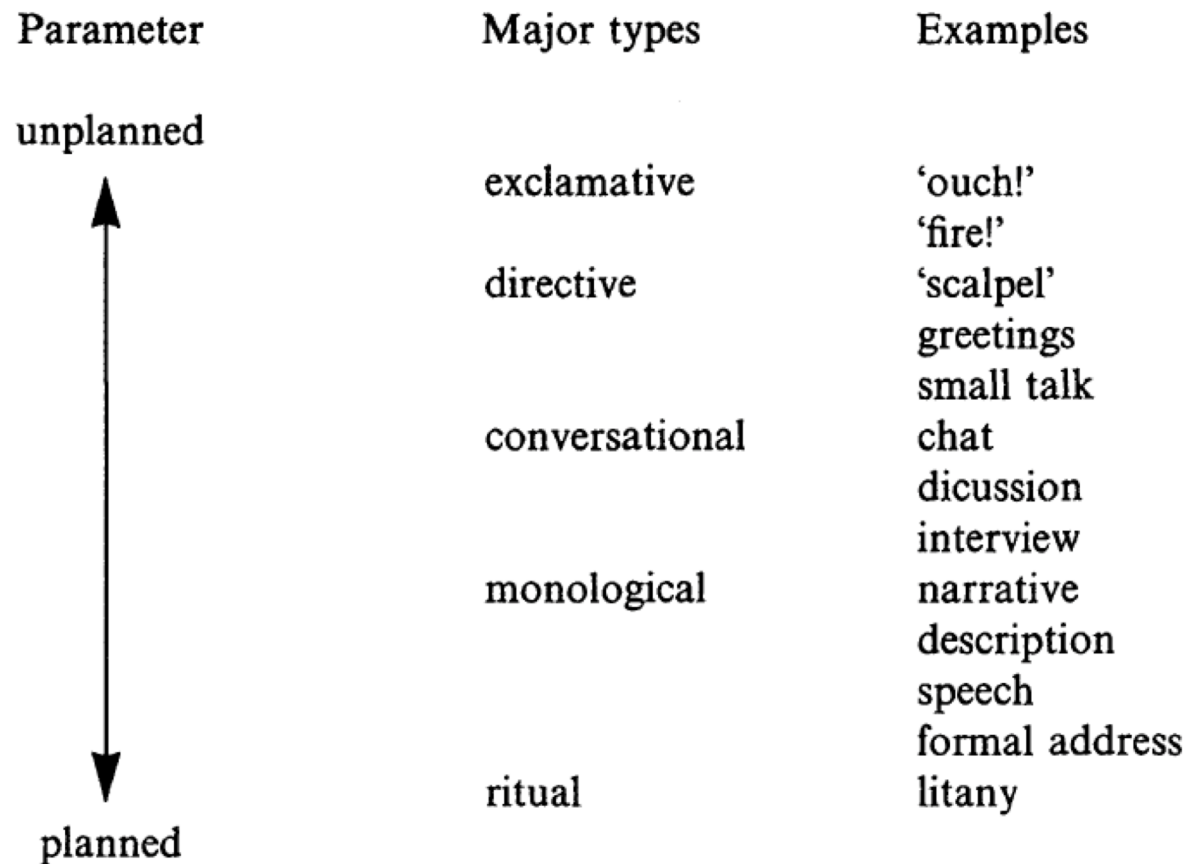 Parameter Major types Examples
unplanned
exclamative ‘ouch!’
‘fire!’
directive ‘scalpel’
greetings
small talk
conversational chat
dicussion
interview
monological narrative
description
speech
formal address
ritual litany
planned